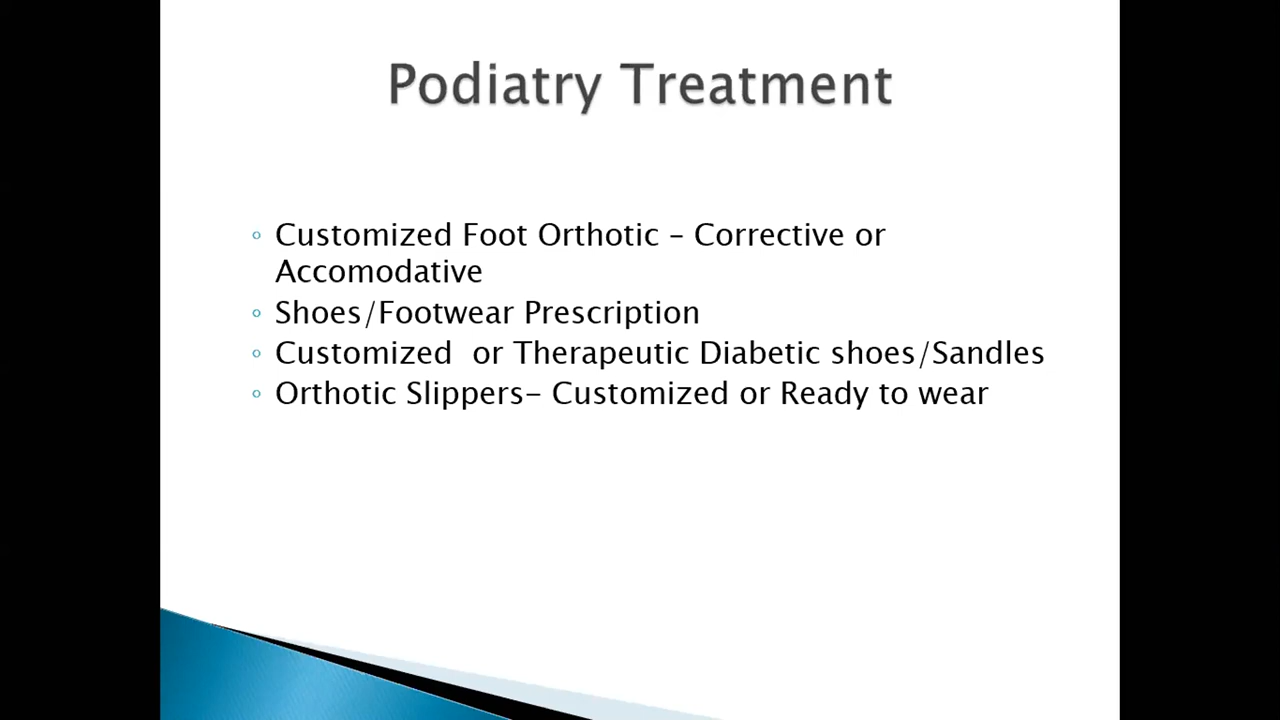 Podiatry Treatment
Customized Foot Orthotic – Corrective or
Accomodative
Shoes/Footwear Prescription
Customized  or Therapeutic Diabetic shoes/Sandles
Orthotic Slippers- Customized or Ready to wear